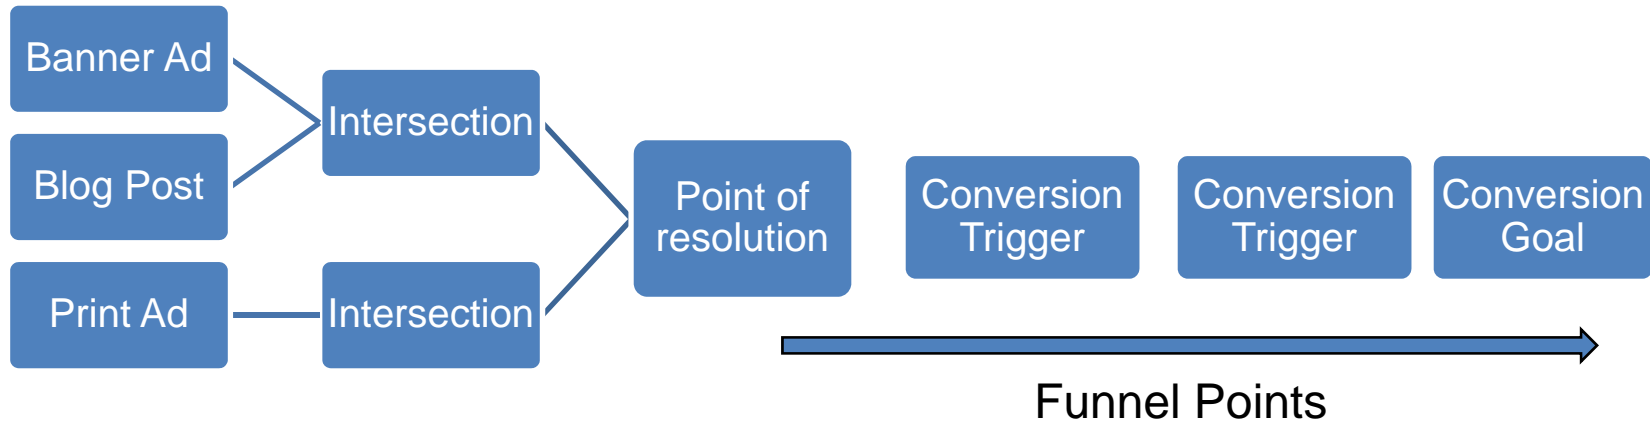 Banner Ad
Blog Post
Print Ad
Intersection
Intersection
Point of
resolution
Conversion
Trigger
Conversion
Trigger
Conversion
Goal
Funnel Points